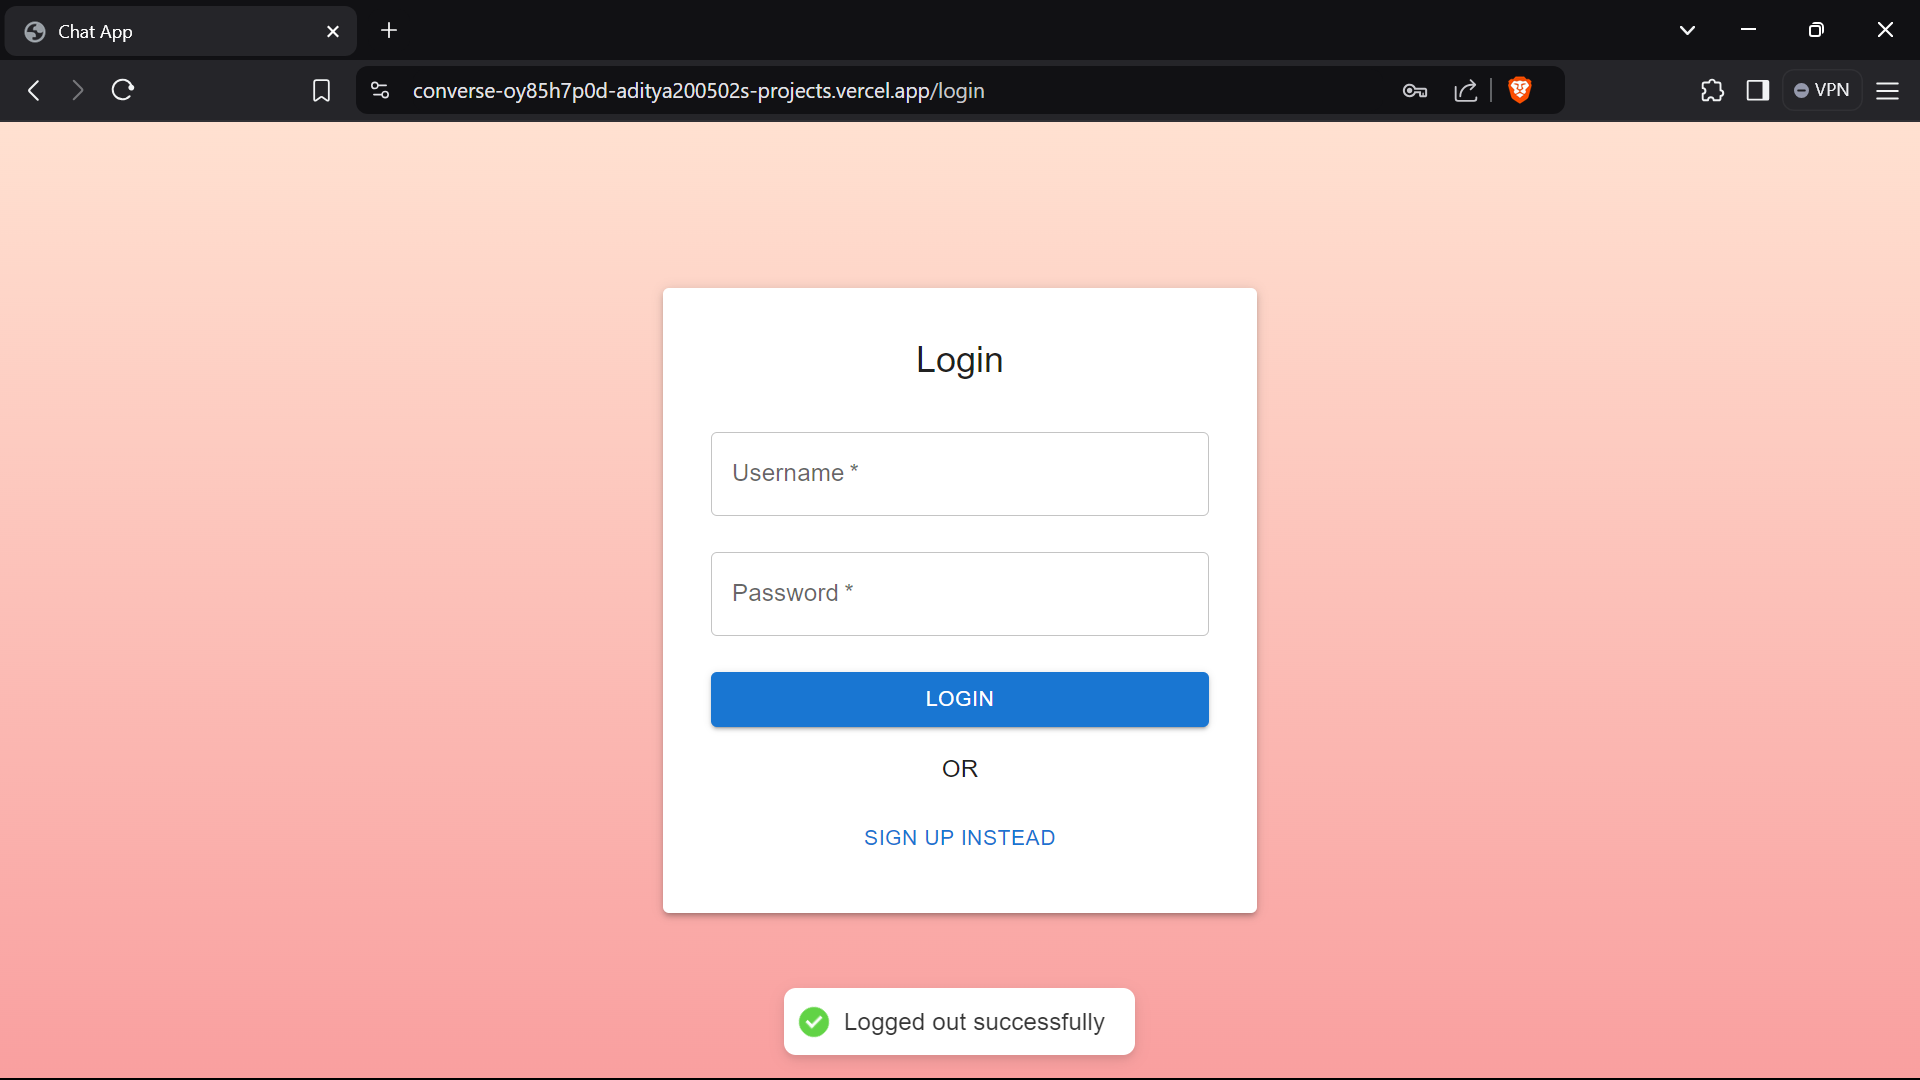 Chat App
converse-oy85h7p0d-aditya200502s-projects.vercel.app/login
VPN
Login
Username *
Password *
LOGIN
OR
SIGN UP INSTEAD
Logged out successfully